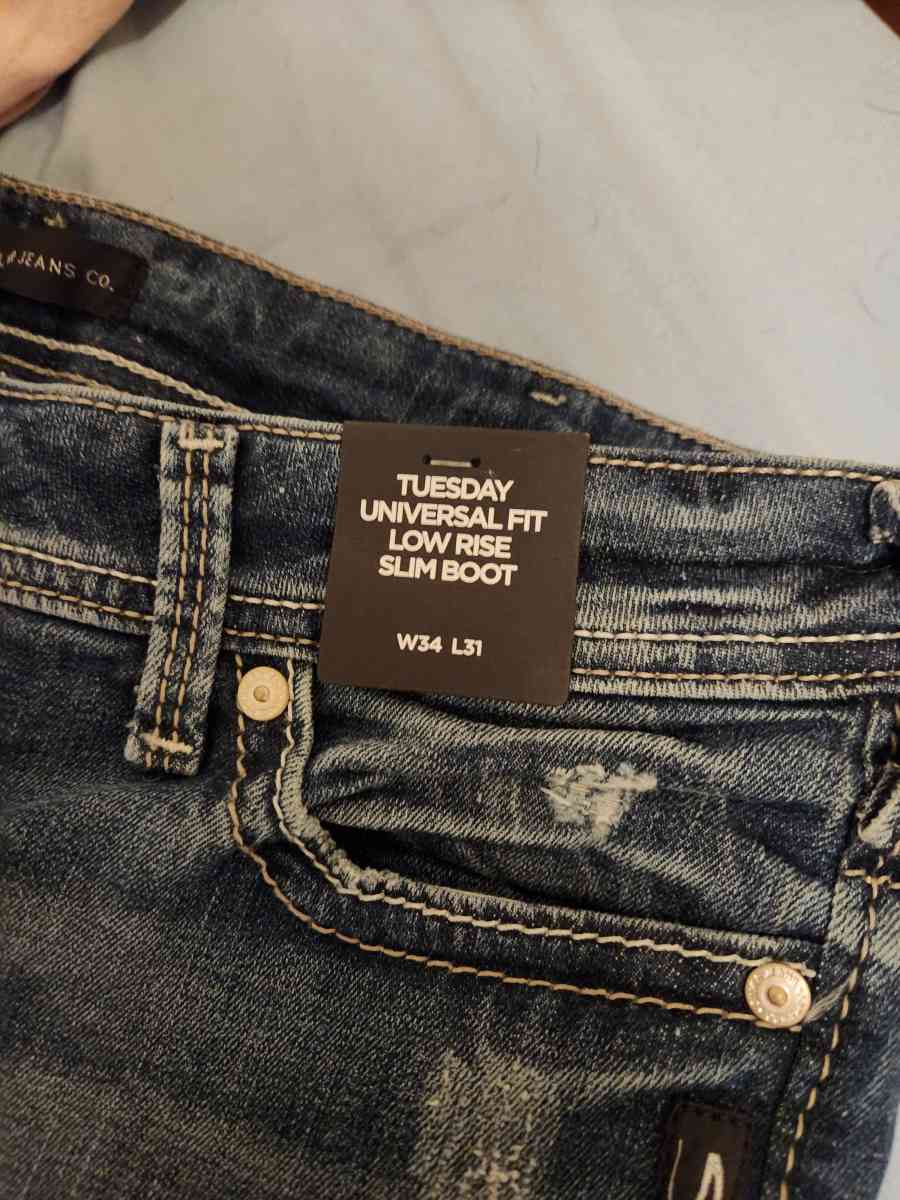 JEANS CO.
TUESDAY
UNIVERSAL FIT
LOW RISE
SLIM BOOT
W34 L31